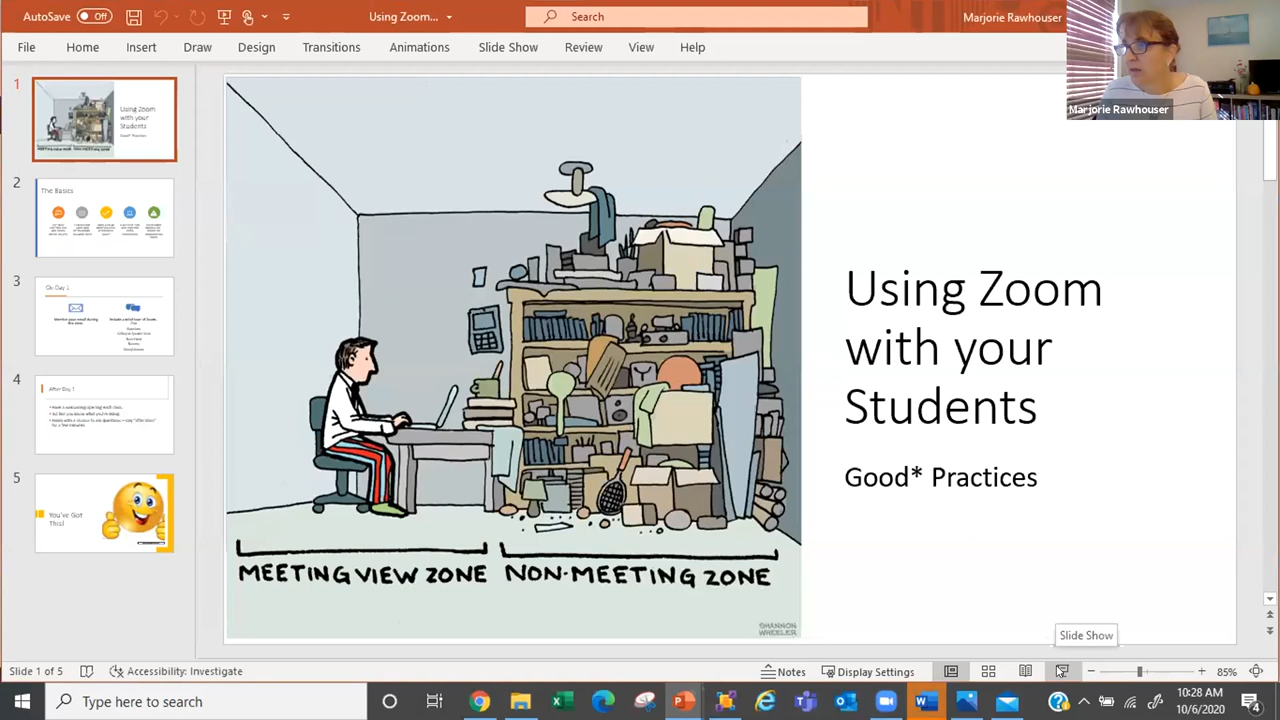 AutoSave Off
Using Zoom...
Search
Marjorie Rawhouser
File Home Insert Draw Design Transitions Animations Slide Show Review View Help
Marjorie Rawhouser
1
Using Zoom
with your
Students
Good* Practices
2
The Basics
3
On Day 1
4
After Day 1
5
You've Got
This!
MEETING VIEW ZONE
NON-MEETING ZONE
SHANNON
WHEELER
Using Zoom
with your
Students
Good* Practices
Slide Show
Slide 1 of 5
Accessibility: Investigate
Notes
Display Settings
85%
Type here to search
10:28 AM
10/6/2020
4